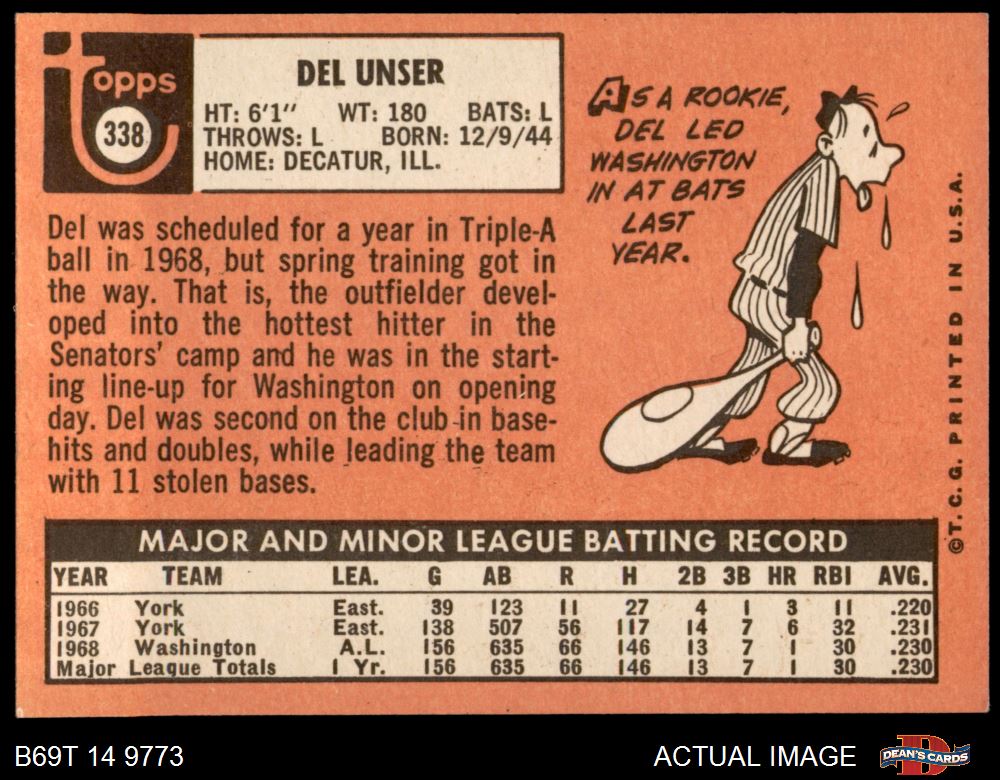 topps
338
DEL UNSER
HT: 6'1" WT: 180 BATS: L
THROWS: L BORN: 12/9/44
HOME: DECATUR, ILL.
AS A ROOKIE,
DEL LED
WASHINGTON
IN AT BATS
LAST
YEAR.
Del was scheduled for a year in Triple-A
ball in 1968, but spring training got in
the way. That is, the outfielder devel-
oped into the hottest hitter in the
Senators' camp and he was in the start-
ing line-up for Washington on opening
day. Del was second on the club in base-
hits and doubles, while leading the team
with 11 stolen bases.
©T.C.G. PRINTED IN U.S.A.
MAJOR AND MINOR LEAGUE BATTING RECORD
YEAR TEAM LEA. G AB R H 2B 3B HR RBI AVG.
1966 York East. 39 123 11 27 4 1 3 11 .220
1967 York East. 138 507 56 117 14 7 6 32 .231
1968 Washington A.L. 156 635 66 146 13 7 1 30 .230
Major League Totals 1 Yr. 156 635 66 146 13 7 1 30 .230
B69T 14 9773
ACTUAL IMAGE
DEAN'S CARDS